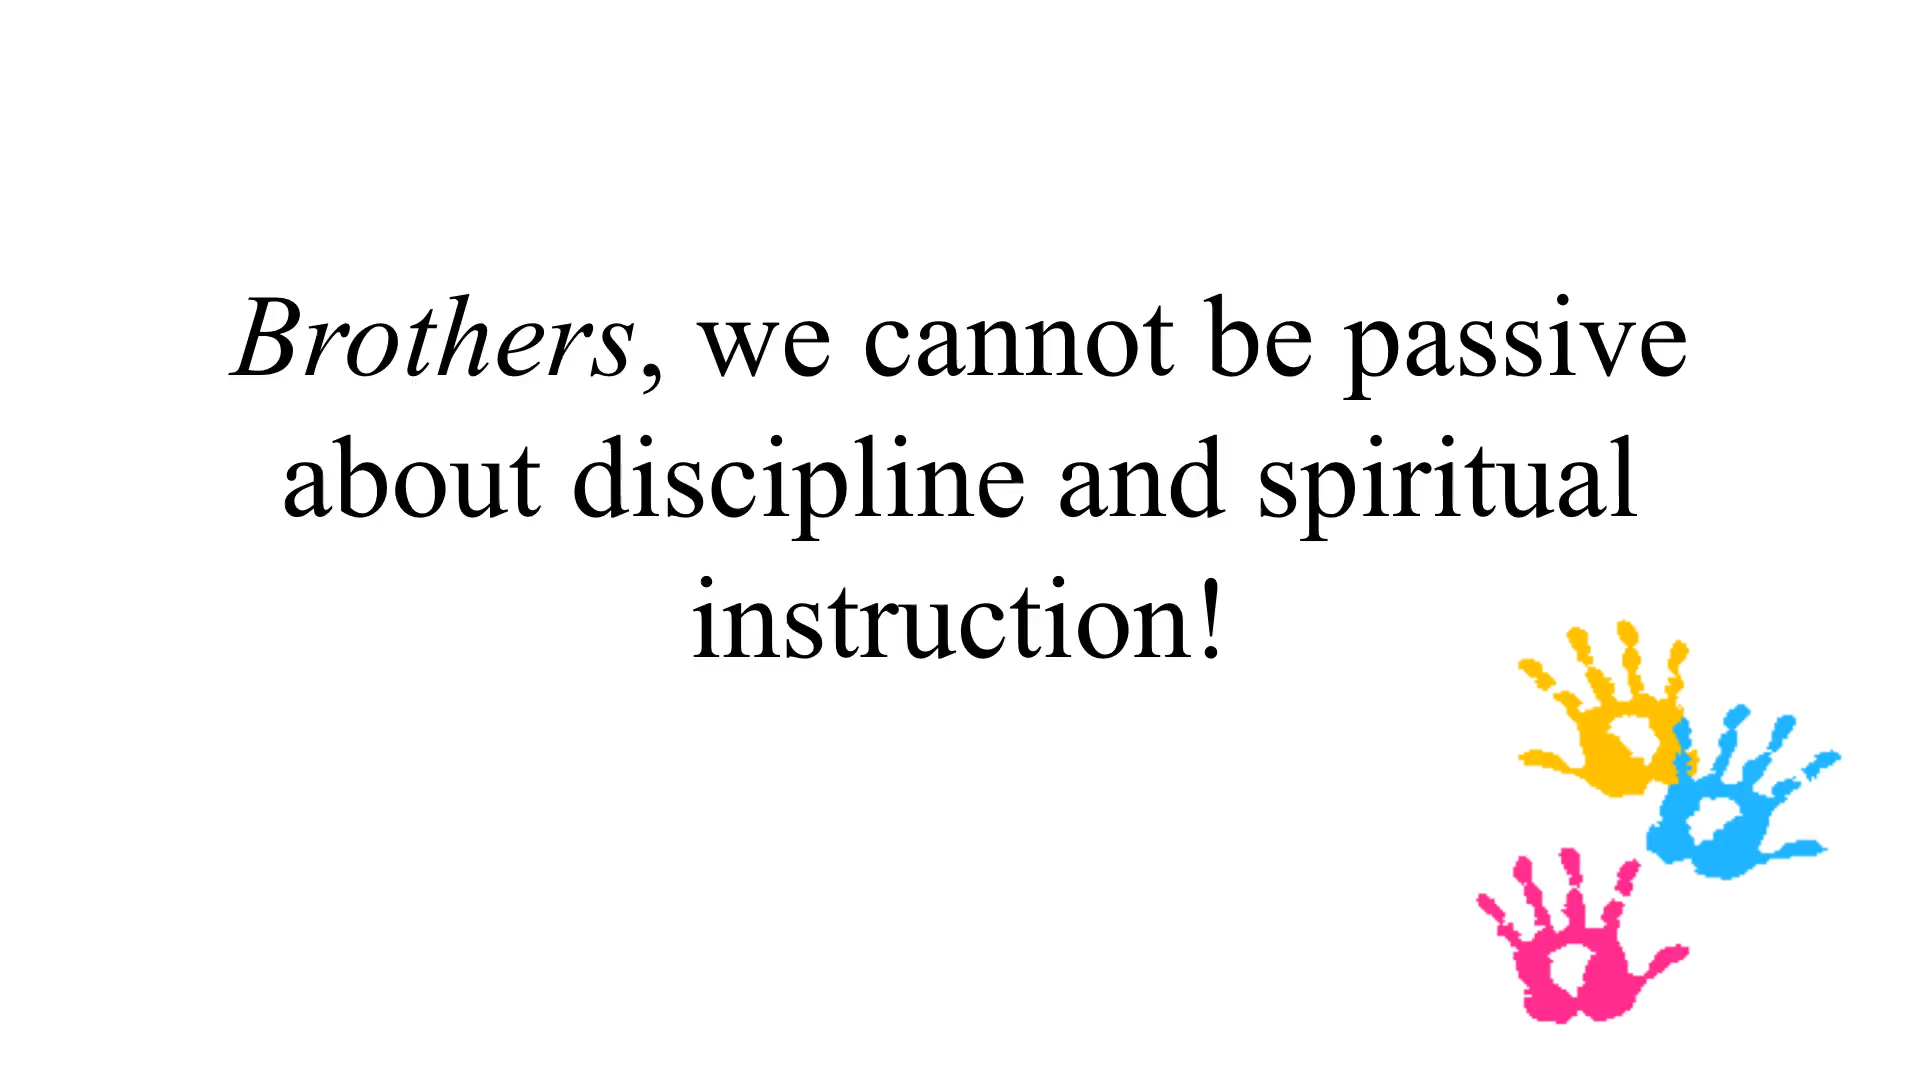 Brothers, we cannot be passive
about discipline and spiritual
instruction!